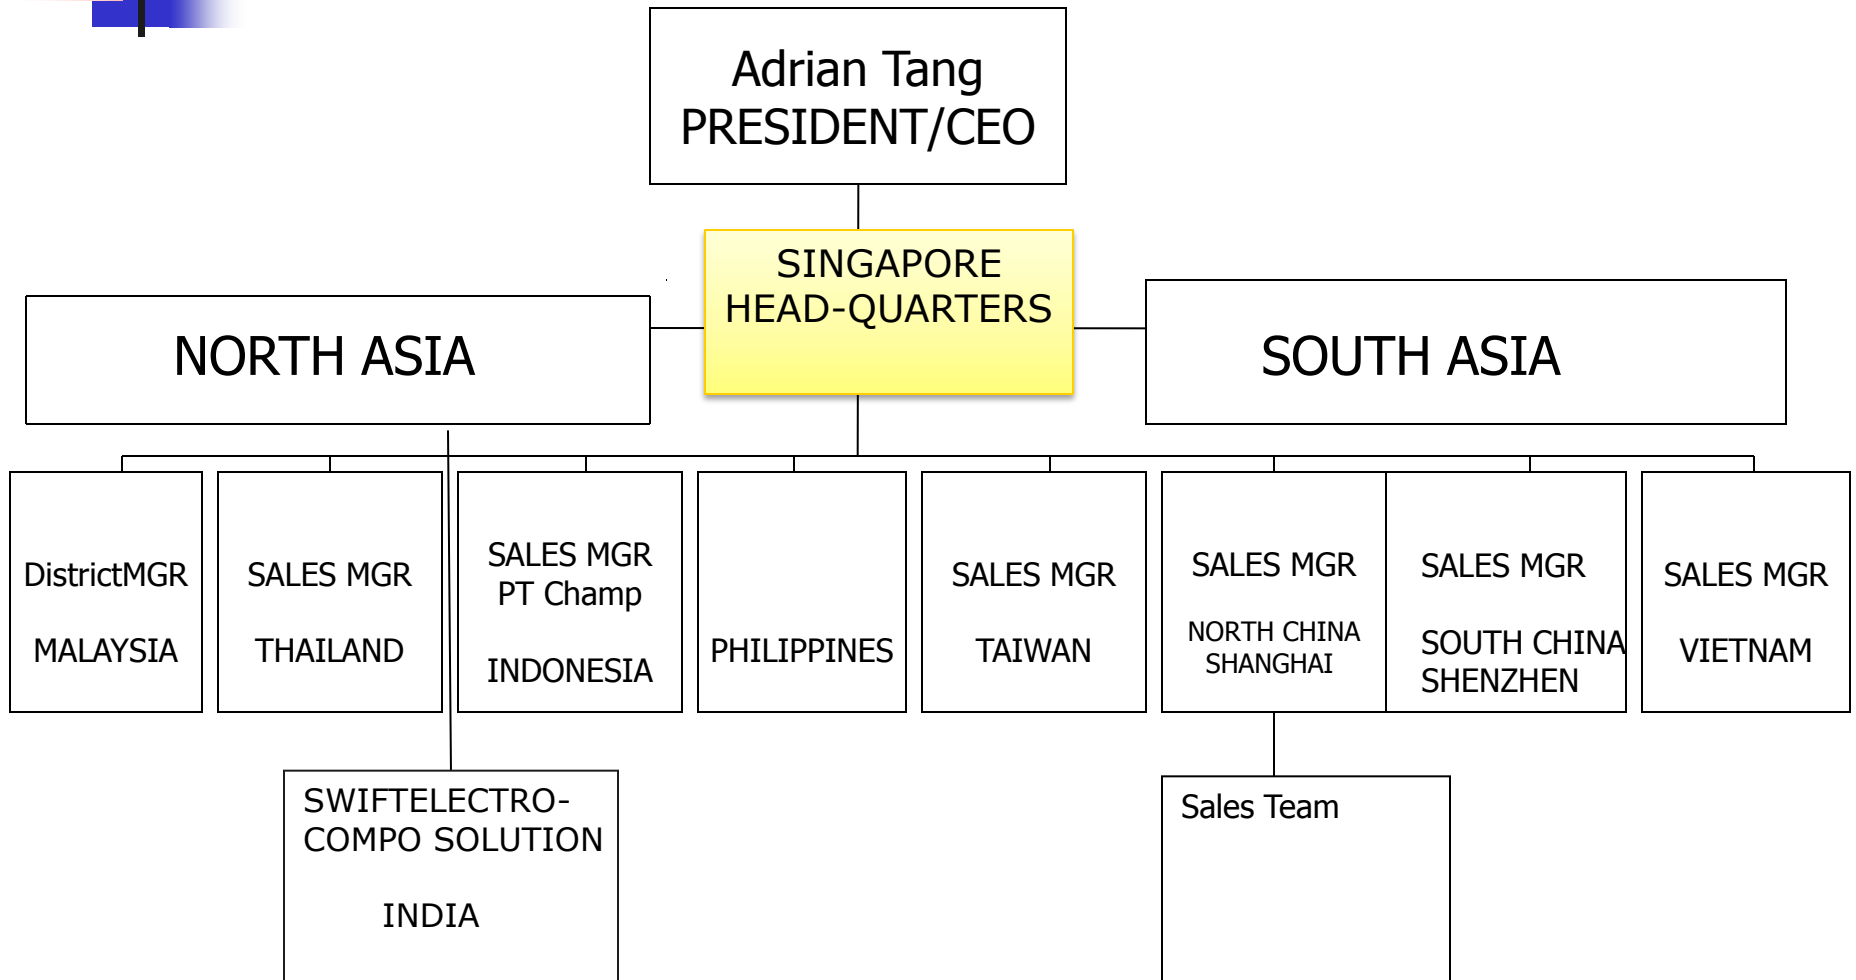 Adrian Tang
PRESIDENT/CEO
SINGAPORE
HEAD-QUARTERS
NORTH ASIA
SOUTH ASIA
DistrictMGR
MALAYSIA
SALES MGR
THAILAND
SALES MGR
PT Champ
INDONESIA
PHILIPPINES
SALES MGR
TAIWAN
SALES MGR
NORTH CHINA
SHANGHAI
SALES MGR
SOUTH CHINA
SHENZHEN
SALES MGR
VIETNAM
SWIFTELECTRO-
COMPO SOLUTION
INDIA
Sales Team